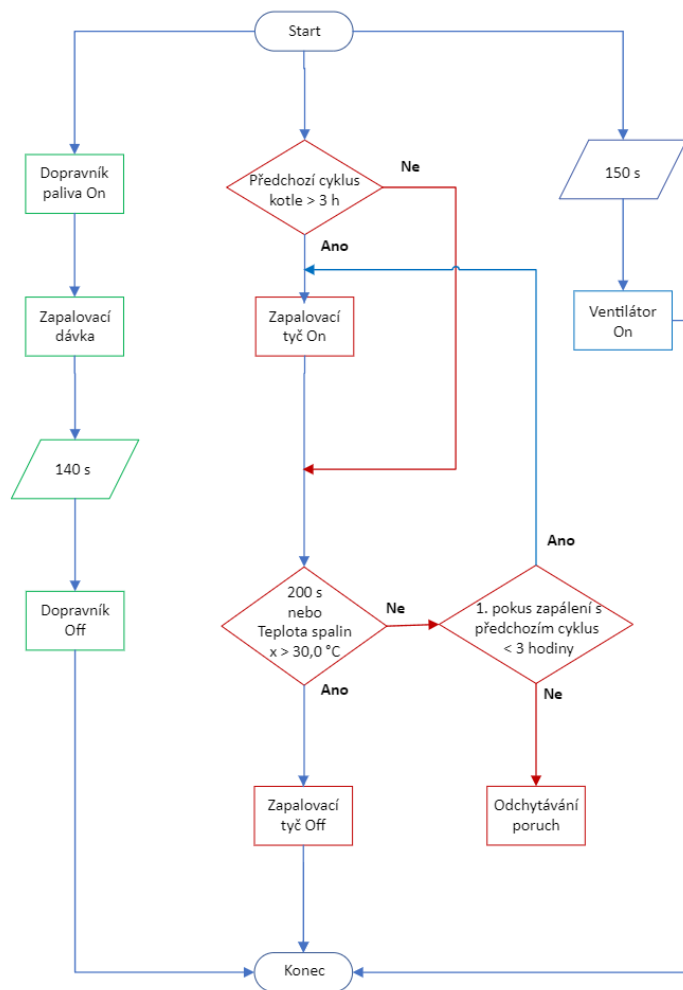 Start
Dopravník
paliva On
Předchozí cyklus
kotle > 3 h
Ne
150 s
Ano
Zapalovací
dávka
Zapalovací
tyč On
Ventilátor
On
140 s
Ano
Dopravník
Off
200 s
nebo
Teplota spalin
x > 30,0 °C
Ne
1. pokus zapálení s
předchozím cyklus
< 3 hodiny
Ano
Ne
Zapalovací
tyč Off
Odchytávání
poruch
Konec